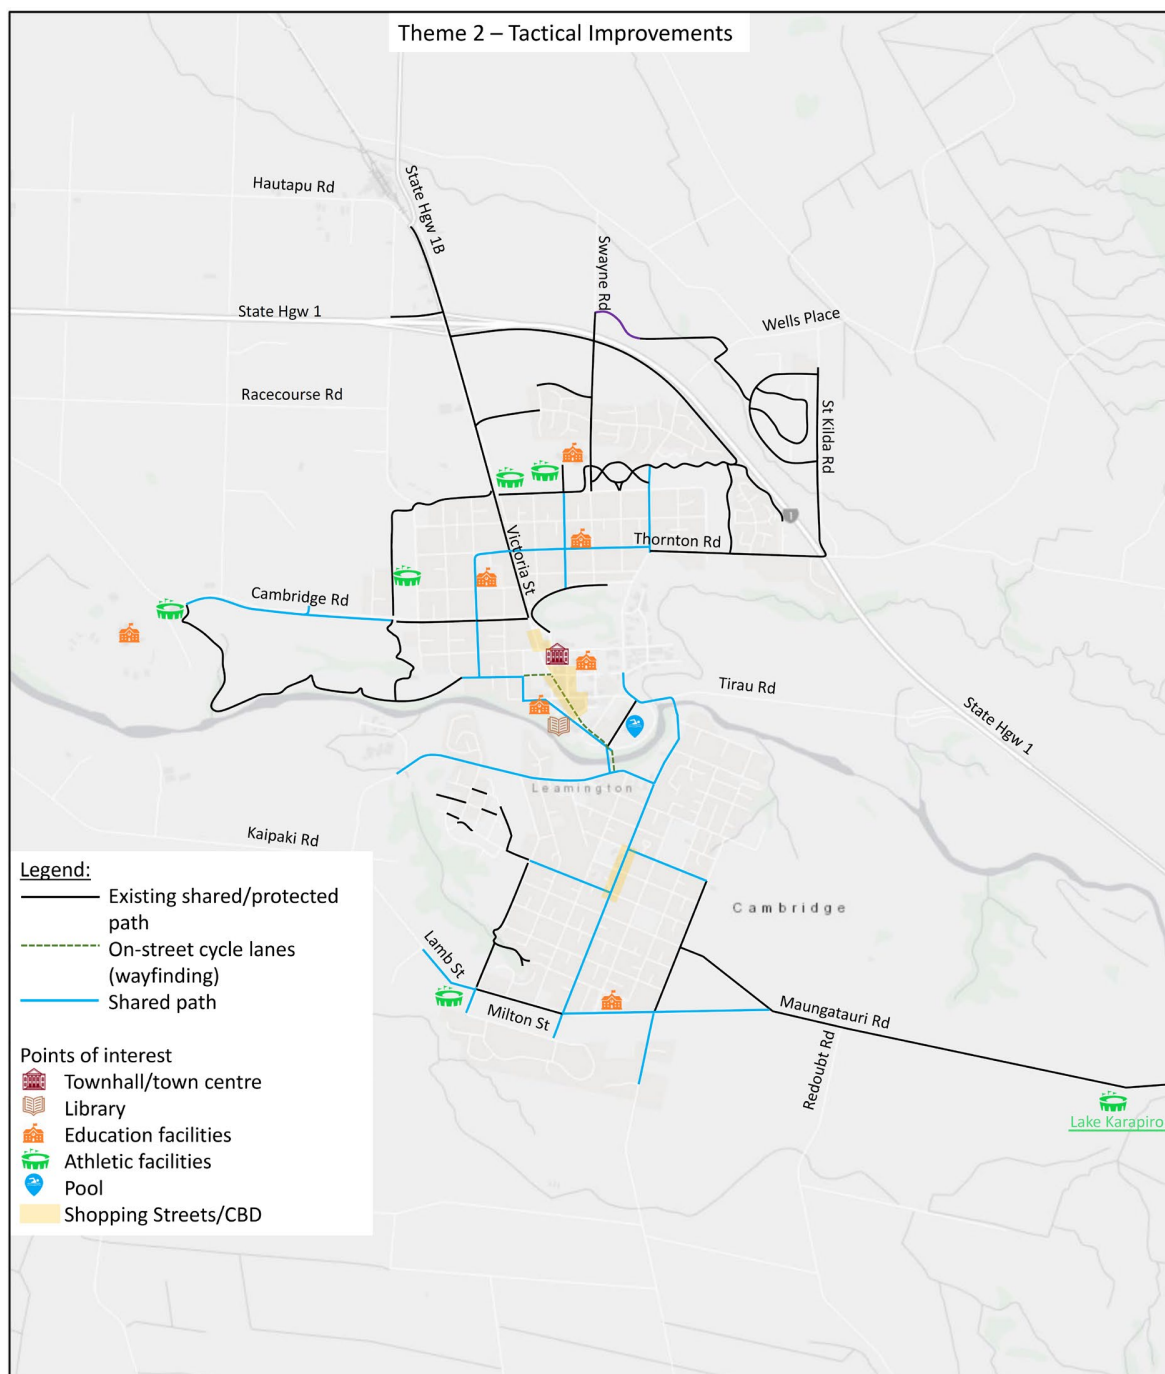 Theme 2 – Tactical Improvements
Hautapu Rd
State Hgw 1B
Swayne Rd
State Hgw 1
Wells Place
Racecourse Rd
St Kilda Rd
1
Victoria St
Thornton Rd
Cambridge Rd
Tirau Rd
State Hgw 1
Leamington
Kaipaki Rd
Cambridge
Lamb St
Milton St
Maungatauri Rd
Redoubt Rd
Lake Karapiro
Legend:
Existing shared/protected
path
On-street cycle lanes
(wayfinding)
Shared path
Points of interest
Townhall/town centre
Library
Education facilities
Athletic facilities
Pool
Shopping Streets/CBD